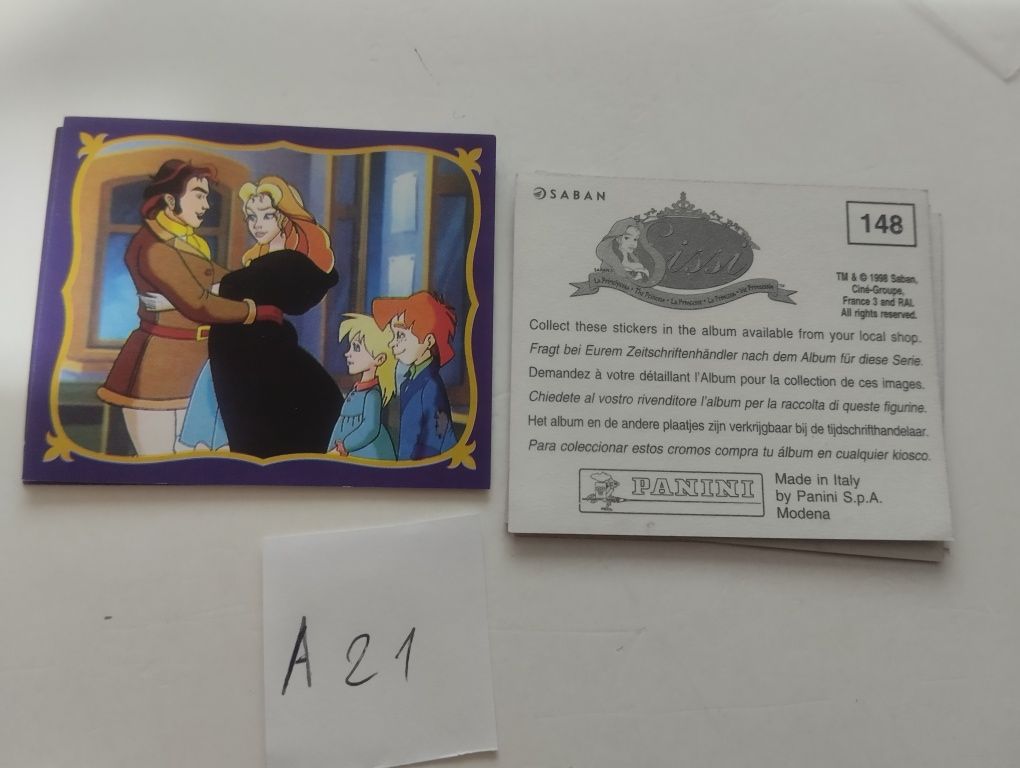 SABAN
148
Sissi
SABAN'S
La Principessa • The Princess • La Princesse • La Princesa • Die Prinzessin
TM & © 1998 Saban,
Ciné-Groupe,
France 3 and RAI.
All rights reserved.
Collect these stickers in the album available from your local shop.
Fragt bei Eurem Zeitschriftenhändler nach dem Album für diese Serie.
Demandez à votre détaillant l'Album pour la collection de ces images.
Chiedete al vostro rivenditore l'album per la raccolta di queste figurine.
Het album en de andere plaatjes zijn verkrijgbaar bij de tijdschrifthandelaar.
Para coleccionar estos cromos compra tu álbum en cualquier kiosco.
PANINI
Made in Italy
by Panini S.p.A.
Modena
A 21